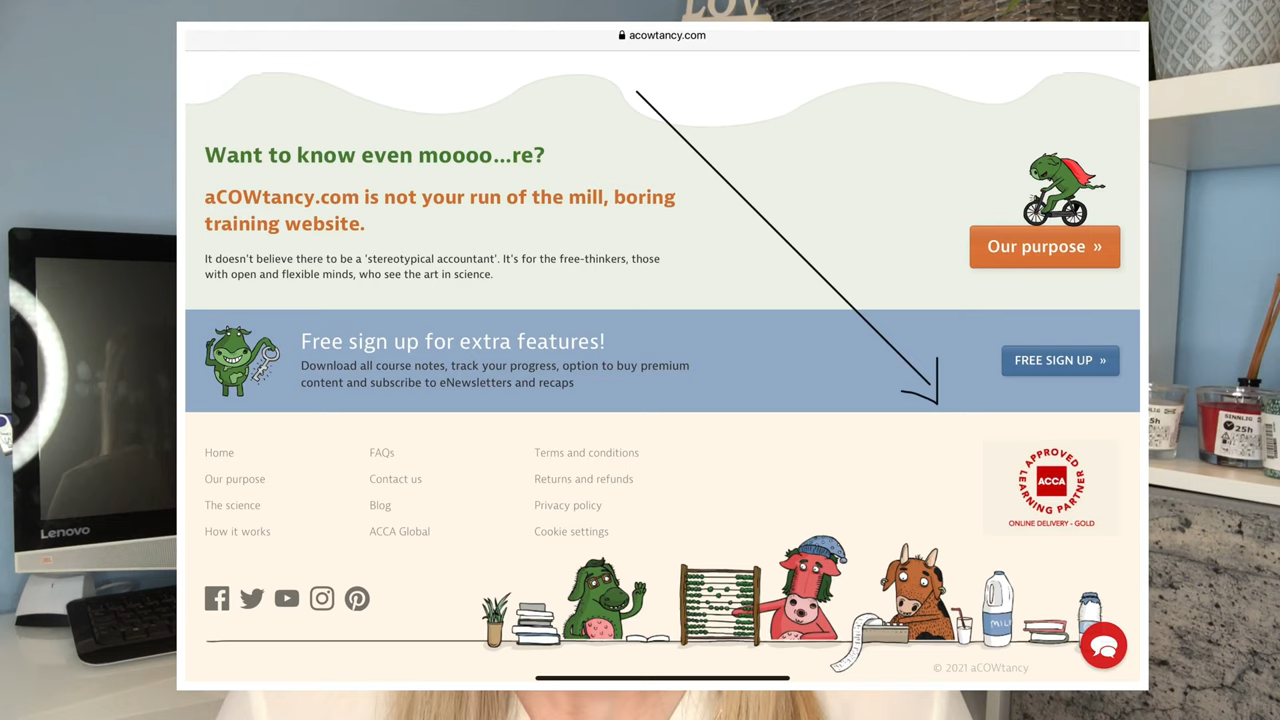 LOV
acowtancy.com
Want to know even moooo...re?
aCOWtancy.com is not your run of the mill, boring
training website.
It doesn't believe there to be a 'stereotypical accountant'. It's for the free-thinkers, those
with open and flexible minds, who see the art in science.
Our purpose »
Free sign up for extra features!
Download all course notes, track your progress, option to buy premium
content and subscribe to eNewsletters and recaps
FREE SIGN UP »
Home
FAQs
Terms and conditions
Our purpose
Contact us
Returns and refunds
The science
Blog
Privacy policy
How it works
ACCA Global
Cookie settings
APPROVED
LEARNING PARTNER
ACCA
ONLINE DELIVERY - GOLD
MIL
© 2021 aCOWtancy
Lenovo
SINNLIG
25h